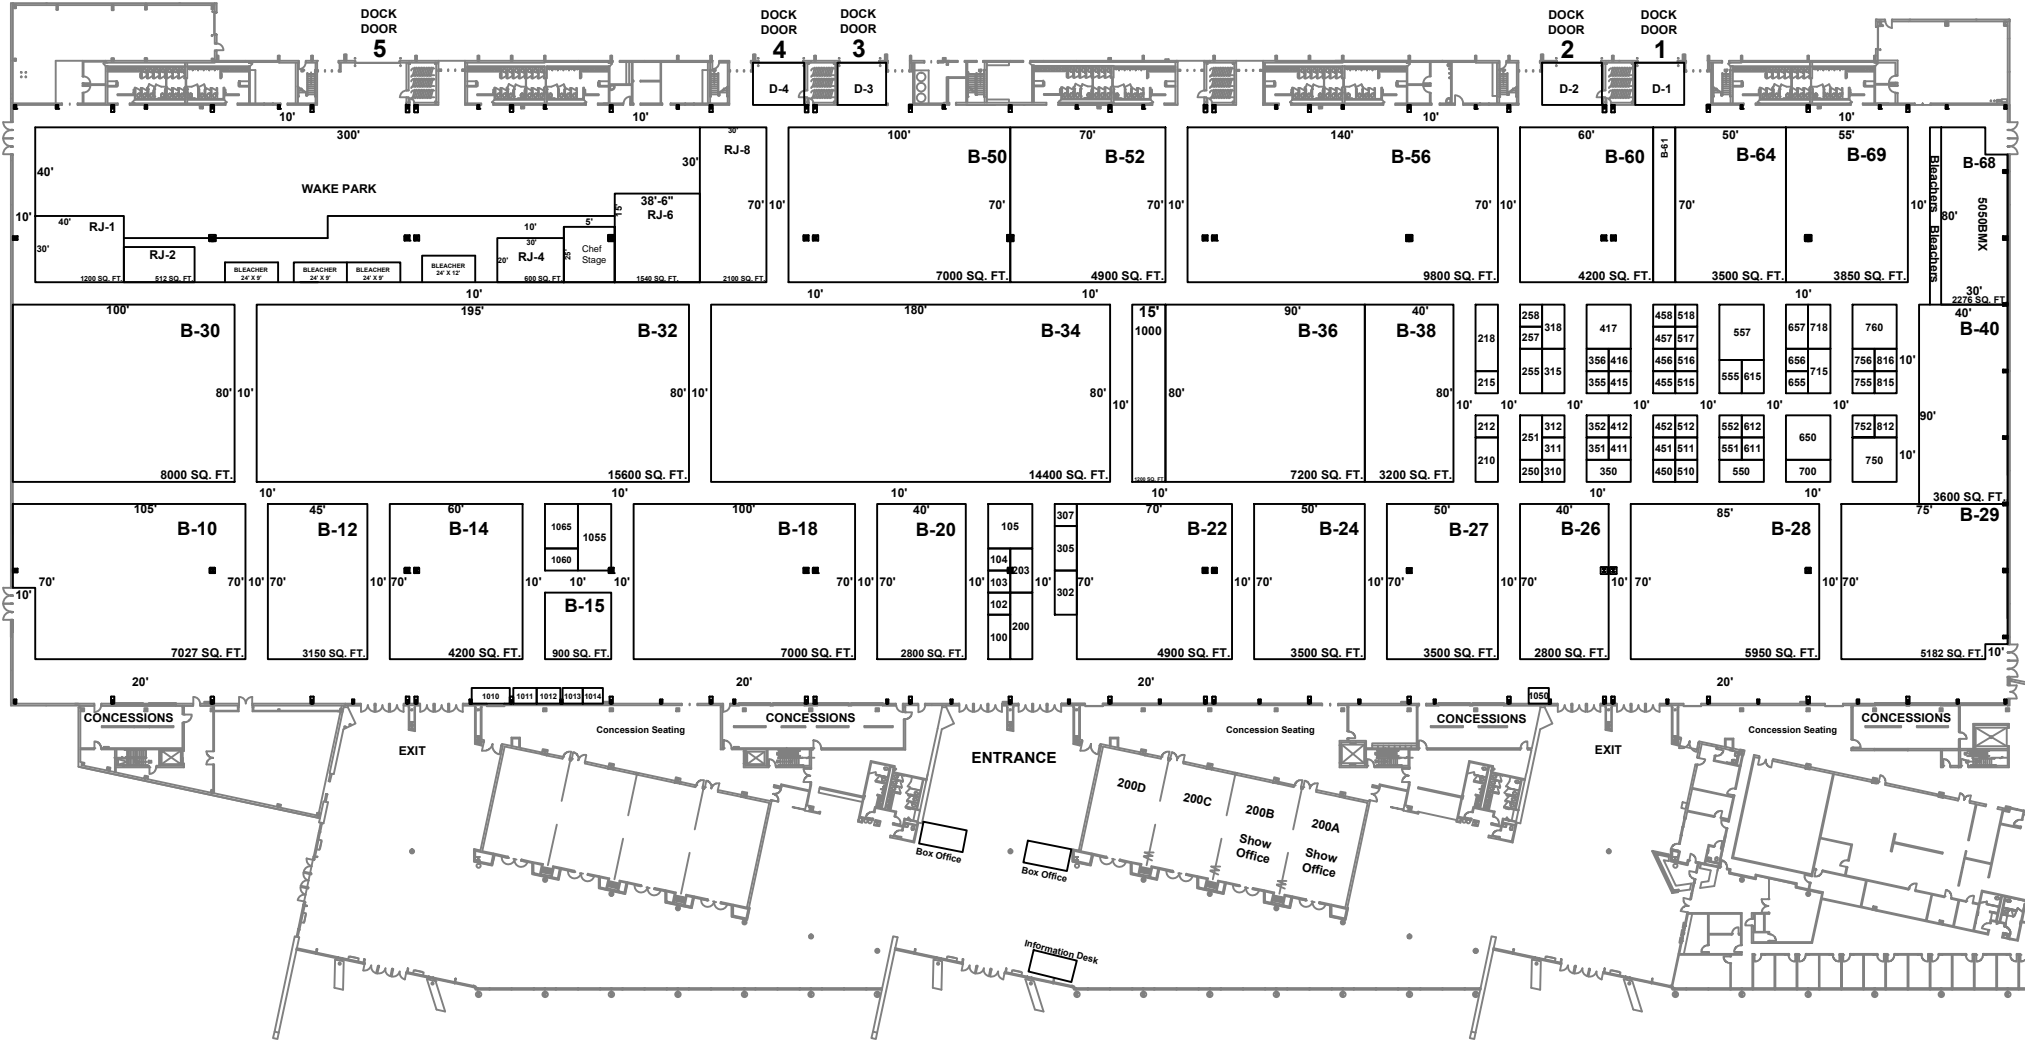 DOCK DOOR 5
DOCK DOOR 4
DOCK DOOR 3
DOCK DOOR 2
DOCK DOOR 1
D-4
D-3
D-2
D-1
10'
10'
10'
10'
300'
30'
100'
70'
140'
60'
50'
55'
RJ-8
B-50
B-52
B-56
B-60
B-61
B-64
B-69
B-68
40'
WAKE PARK
30'
38'-6"
RJ-6
15'
70'
10'
70'
70'
10'
70'
10'
70'
10'
80'
Bleachers
Bleachers
5050BMX
10'
40'
RJ-1
30'
10'
5'
30'
RJ-2
RJ-4
20'
25'
Chef
Stage
BLEACHER
24' X 9'
BLEACHER
24' X 9'
BLEACHER
24' X 9'
BLEACHER
24' X 12'
1200 SQ. FT.
512 SQ. FT.
600 SQ. FT.
1540 SQ. FT.
2100 SQ. FT.
7000 SQ. FT.
4900 SQ. FT.
9800 SQ. FT.
4200 SQ. FT.
3500 SQ. FT.
3850 SQ. FT.
30'
2276 SQ. FT.
10'
10'
10'
10'
100'
195'
180'
15'
90'
40'
40'
B-30
B-32
B-34
1000
B-36
B-38
B-40
218
258
318
257
417
458
518
457
517
557
657
718
760
255
315
356
416
456
516
656
715
756
816
10'
215
355
415
455
515
555
615
655
755
815
80'
10'
80'
10'
80'
10'
80'
80'
10'
10'
10'
10'
10'
10'
10'
90'
212
251
312
352
412
452
512
552
612
650
752
812
210
311
351
411
451
511
551
611
750
10'
250
310
350
450
510
550
700
8000 SQ. FT.
15600 SQ. FT.
14400 SQ. FT.
1200 SQ. FT.
7200 SQ. FT.
3200 SQ. FT.
3600 SQ. FT.
10'
10'
10'
10'
10'
10'
105'
45'
60'
100'
40'
70'
50'
50'
40'
85'
75'
B-10
B-12
B-14
1065
1055
1060
B-18
B-20
105
307
B-22
B-24
B-27
B-26
B-28
B-29
104
203
305
103
302
102
100
200
70'
10'
70'
10'
70'
10'
70'
10'
10'
10'
70'
10'
70'
10'
10'
70'
10'
70'
10'
70'
10'
70'
10'
10'
70'
B-15
7027 SQ. FT.
3150 SQ. FT.
4200 SQ. FT.
900 SQ. FT.
7000 SQ. FT.
2800 SQ. FT.
4900 SQ. FT.
3500 SQ. FT.
3500 SQ. FT.
2800 SQ. FT.
5950 SQ. FT.
5182 SQ. FT.
10'
20'
20'
20'
20'
1010
1011
1012
1013
1014
1050
CONCESSIONS
CONCESSIONS
CONCESSIONS
CONCESSIONS
Concession Seating
Concession Seating
Concession Seating
EXIT
ENTRANCE
EXIT
200D
200C
200B
200A
Show
Office
Show
Office
Box Office
Box Office
Information Desk